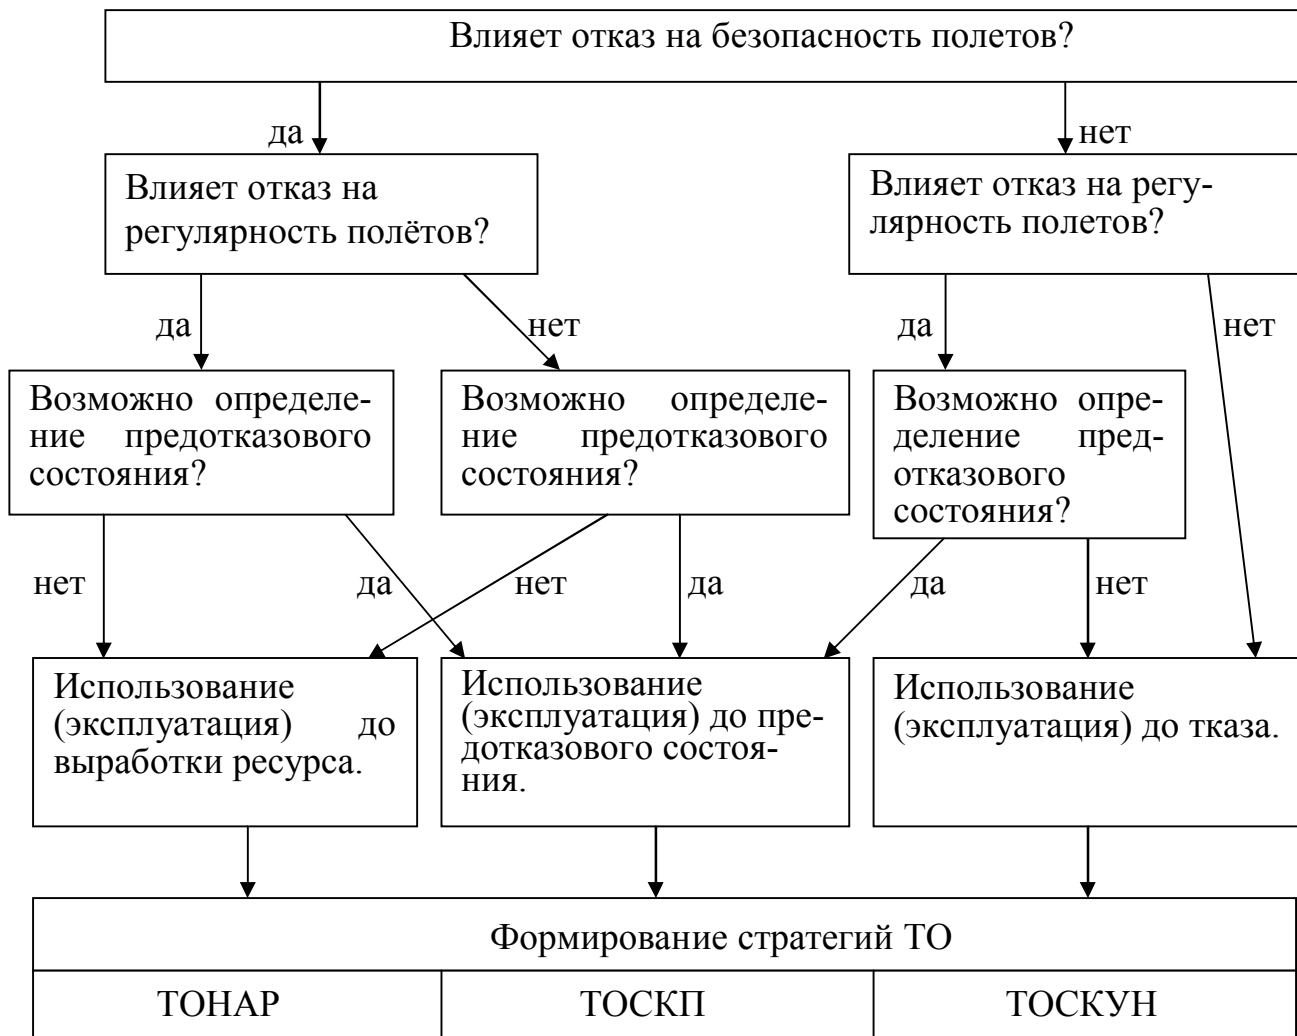 Влияет отказ на безопасность полетов?
да
нет
Влияет отказ на
регулярность полётов?
Влияет отказ на регу-
лярность полетов?
да
нет
да
нет
Возможно определе-
ние предотказового
состояния?
Возможно определе-
ние предотказового
состояния?
Возможно опре-
деление пред-
отказового
состояния?
нет
да
нет
да
да
нет
Использование
(эксплуатация) до
выработки ресурса.
Использование
(эксплуатация) до пре-
дотказового состоя-
ния.
Использование
(эксплуатация) до тказа.
Формирование стратегий ТО
ТОНАР
ТОСКП
ТОСКУН